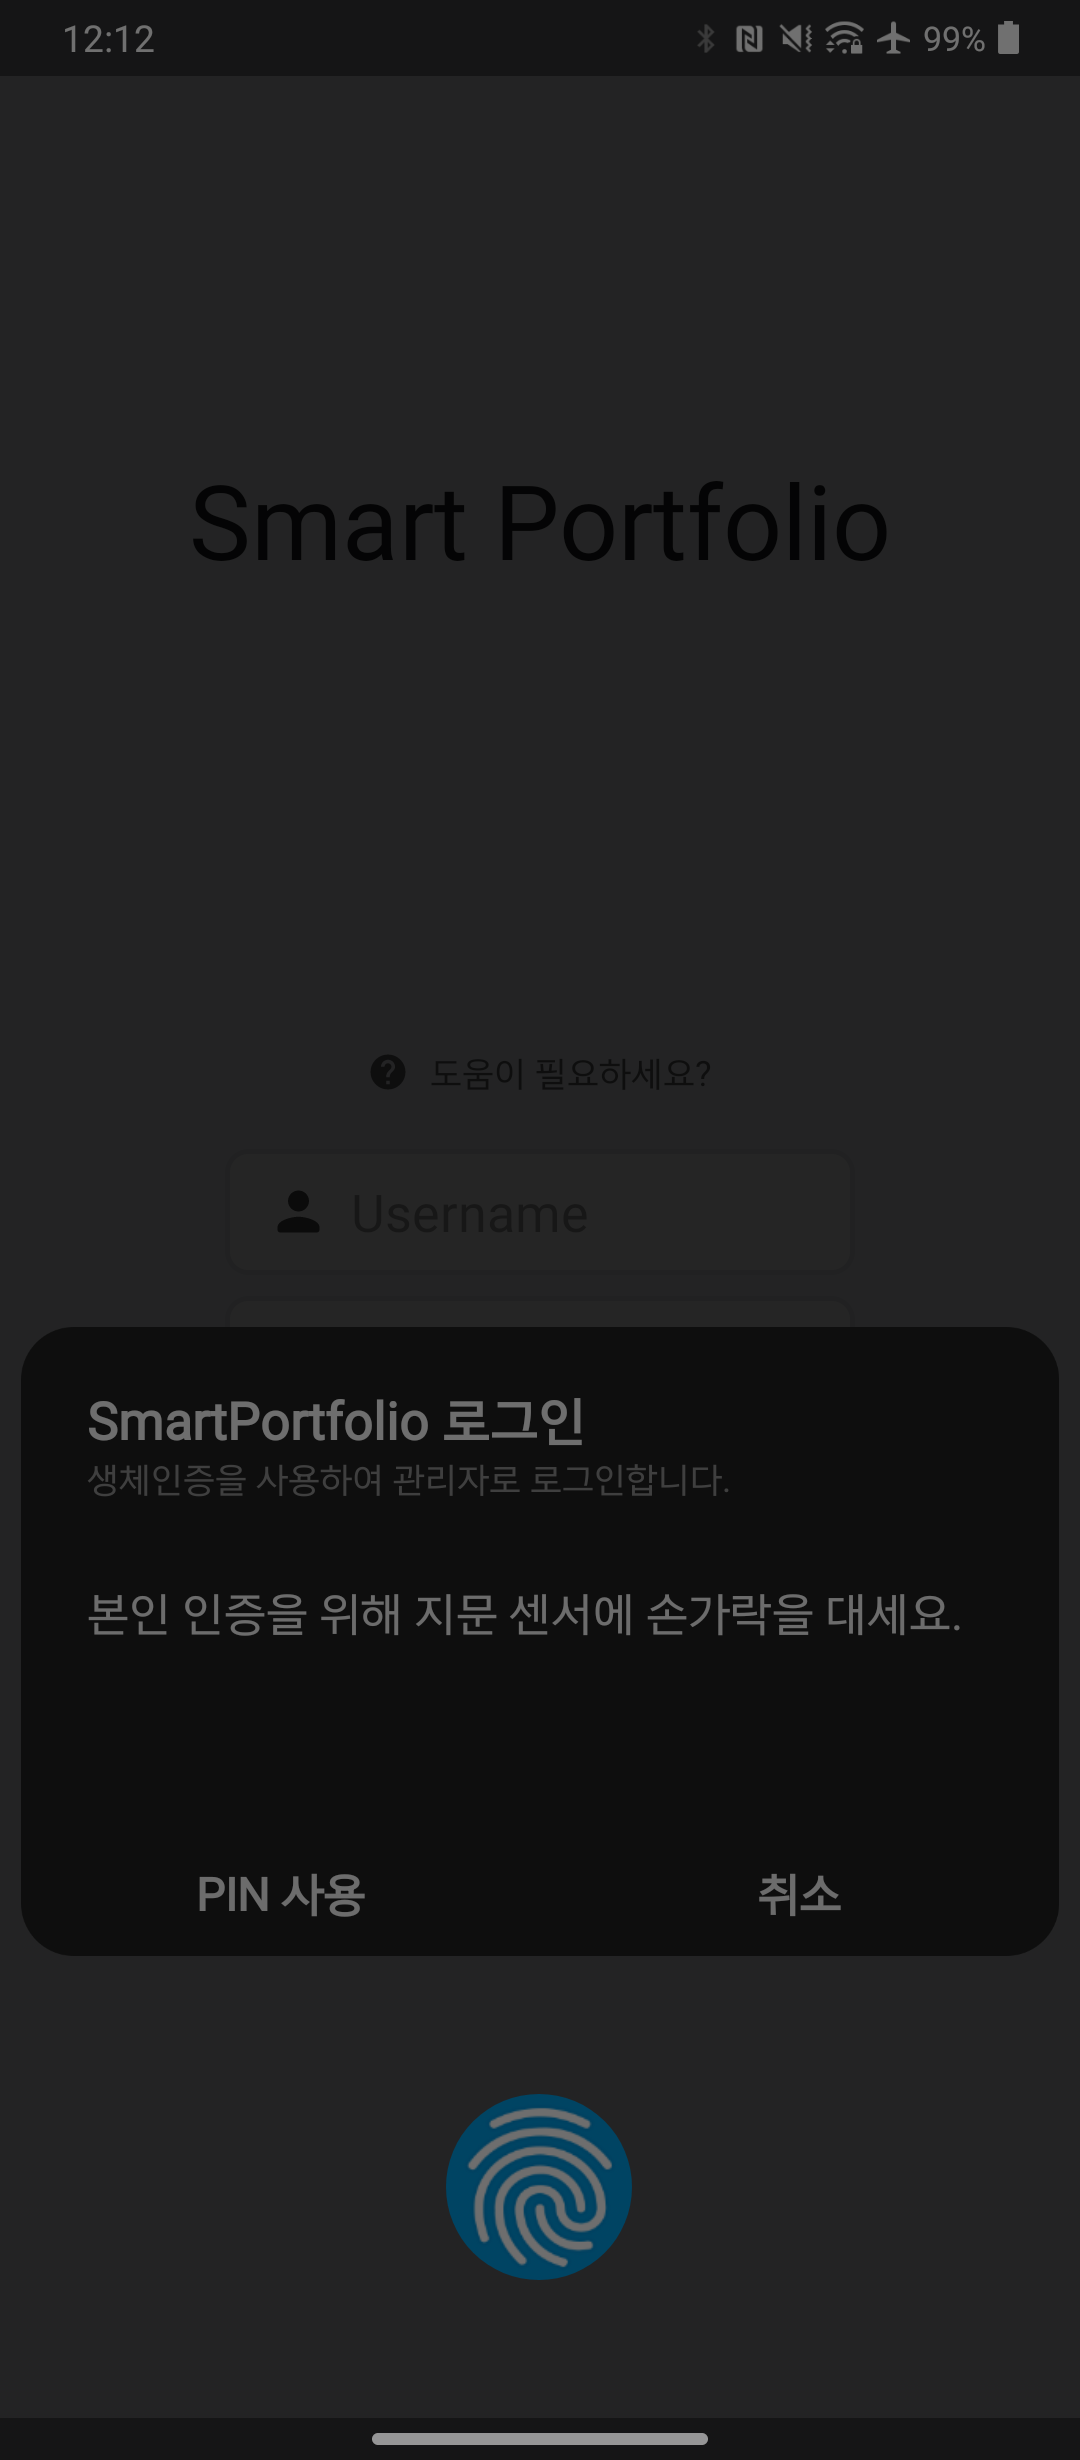 12:12 99%
Smart Portfolio
도움이 필요하세요?
Username
SmartPortfolio 로그인
생체인증을 사용하여 관리자로 로그인합니다.
본인 인증을 위해 지문 센서에 손가락을 대세요.
PIN 사용 취소